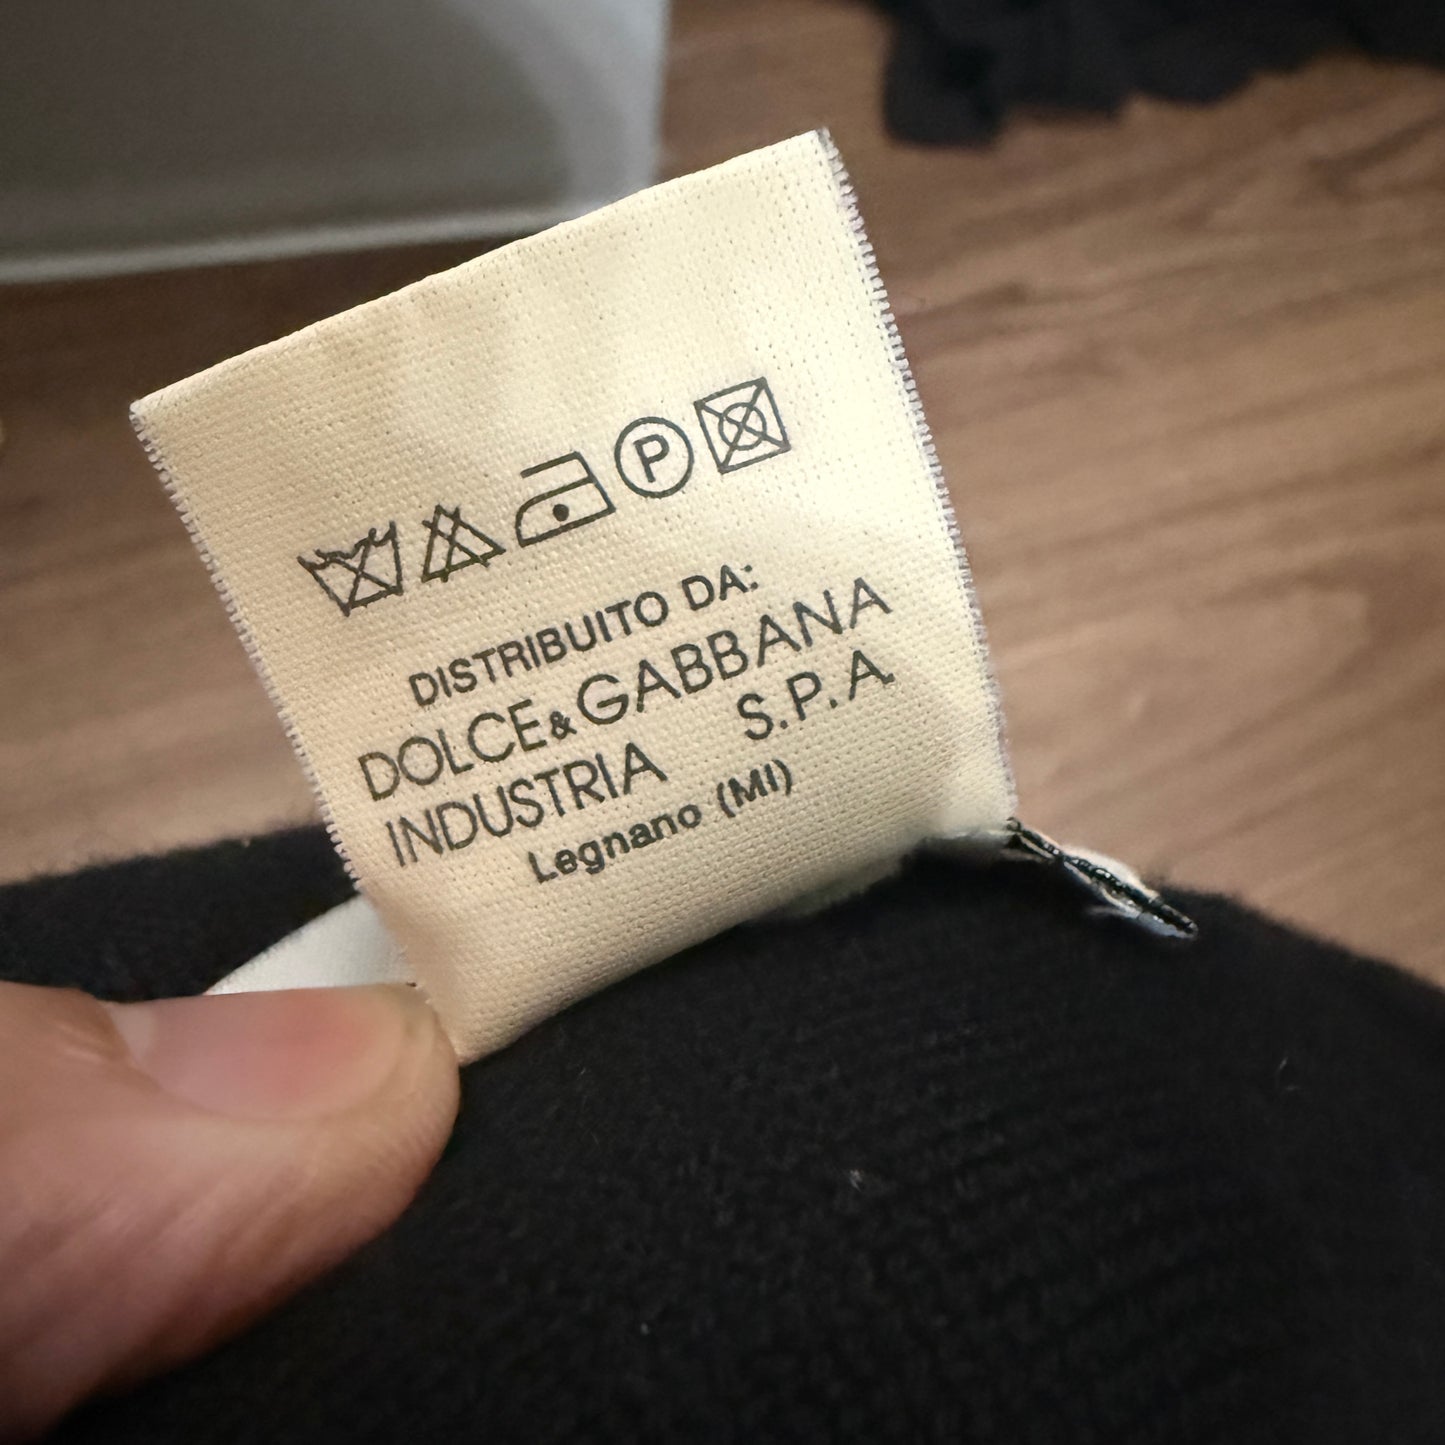 P
DISTRIBUITO DA:
DOLCE&GABBANA
INDUSTRIA S.P.A.
Legnano (MI)